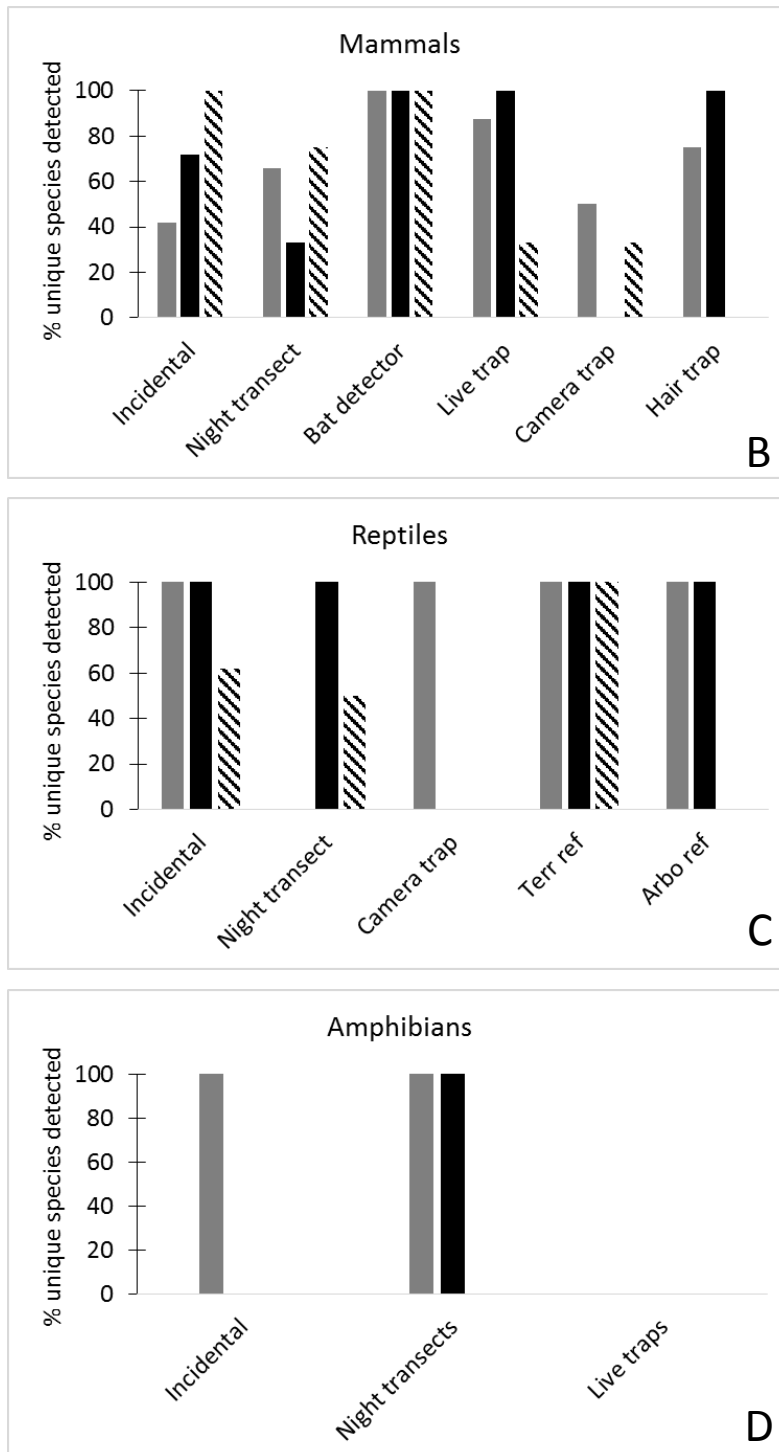 Mammals
% unique species detected
100
80
60
40
20
0
Incidental
Night transect
Bat detector
Live trap
Camera trap
Hair trap
B
Reptiles
% unique species detected
100
80
60
40
20
0
Incidental
Night transect
Camera trap
Terr ref
Arbo ref
C
Amphibians
% unique species detected
100
80
60
40
20
0
Incidental
Night transects
Live traps
D